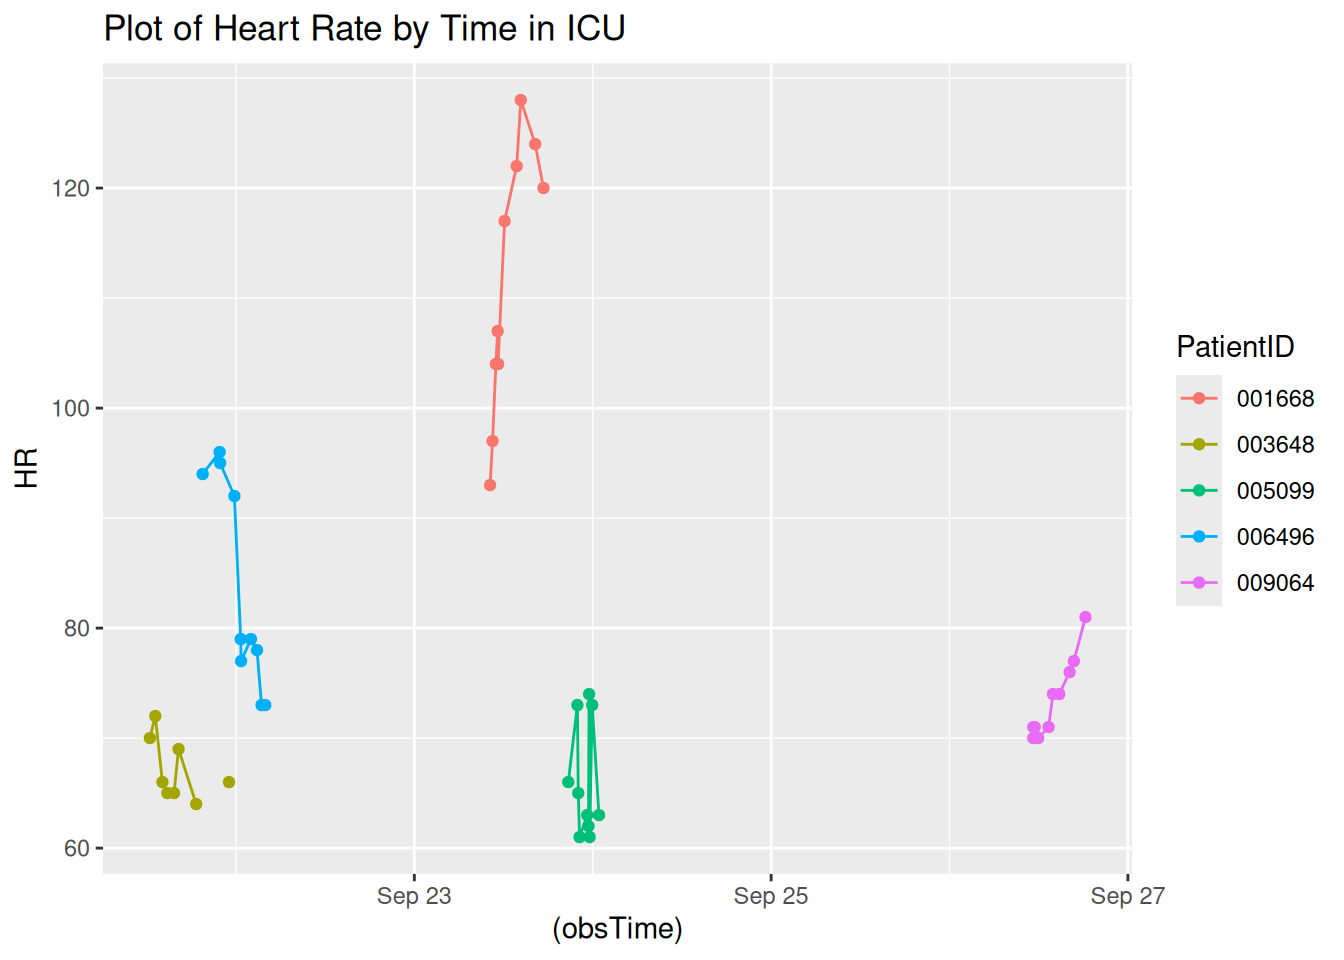 Plot of Heart Rate by Time in ICU
HR
120
100
80
60
Sep 23
Sep 25
Sep 27
(obsTime)
PatientID
001668
003648
005099
006496
009064